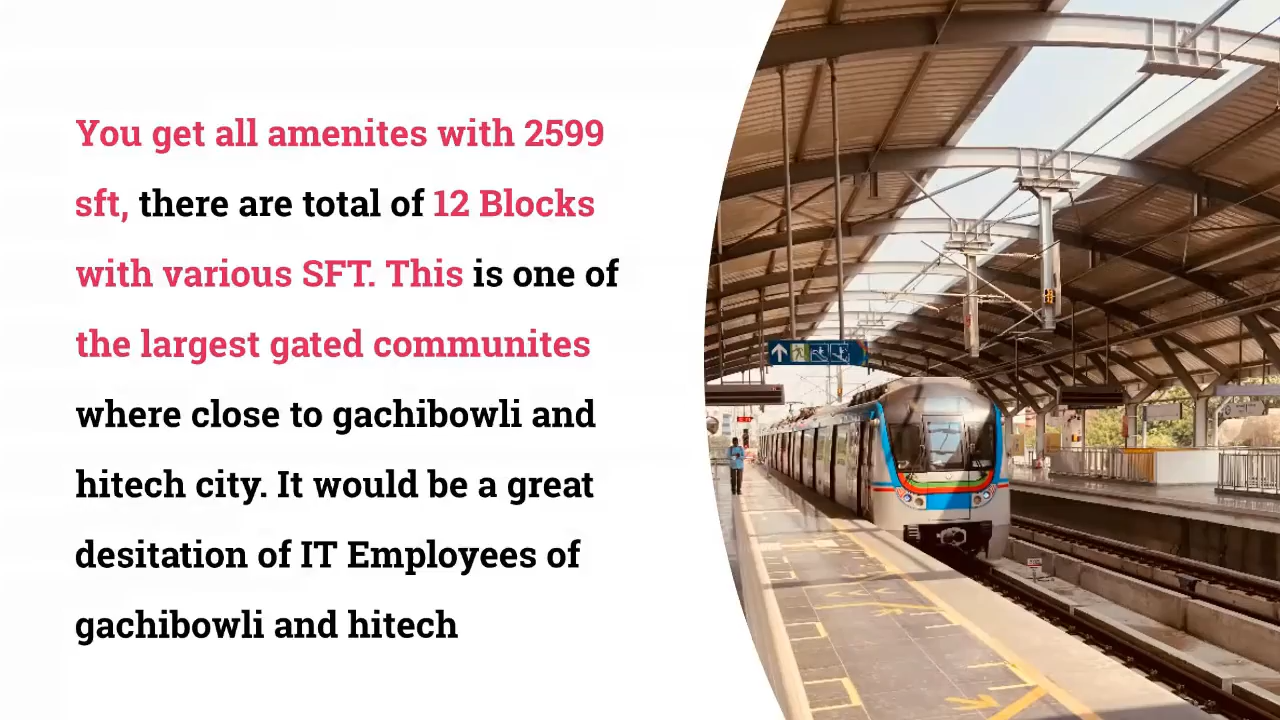 You get all amenites with 2599
sft, there are total of 12 Blocks
with various SFT. This is one of
the largest gated communites
where close to gachibowli and
hitech city. It would be a great
desitation of IT Employees of
gachibowli and hitech